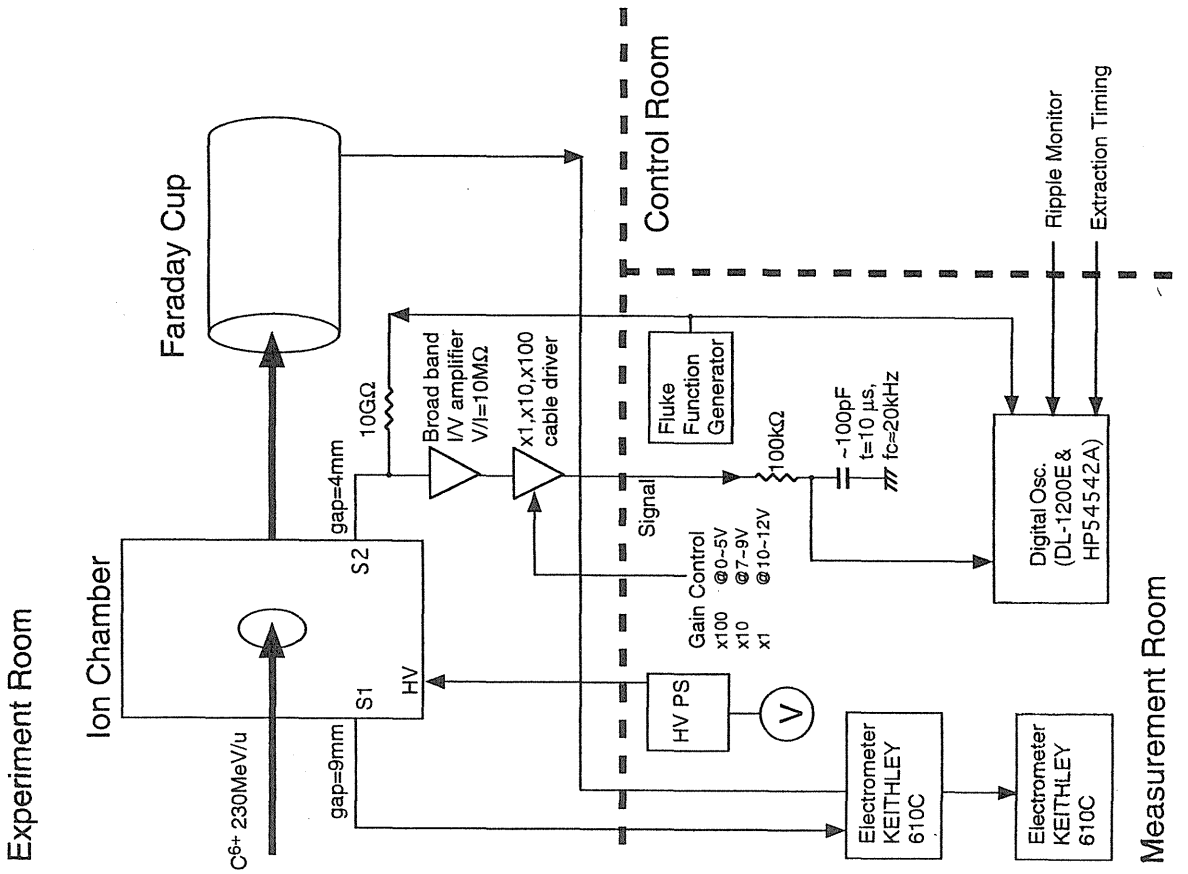 Experiment Room
Ion Chamber
Faraday Cup
C6+ 230MeV/u
S1
HV
S2
gap=9mm
gap=4mm
10GΩ
Broad band
I/V amplifier
V/I=10MΩ
x1,x10,x100
cable driver
Control Room
Signal
Gain Control
x100 @0~5V
x10 @7~9V
x1 @10~12V
HV PS
V
Fluke
Function
Generator
100kΩ
~100pF
t=10 μs,
fc≈20kHz
Ripple Monitor
Extraction Timing
Digital Osc.
(DL-1200E &
HP54542A)
Electrometer
KEITHLEY
610C
Electrometer
KEITHLEY
610C
Measurement Room